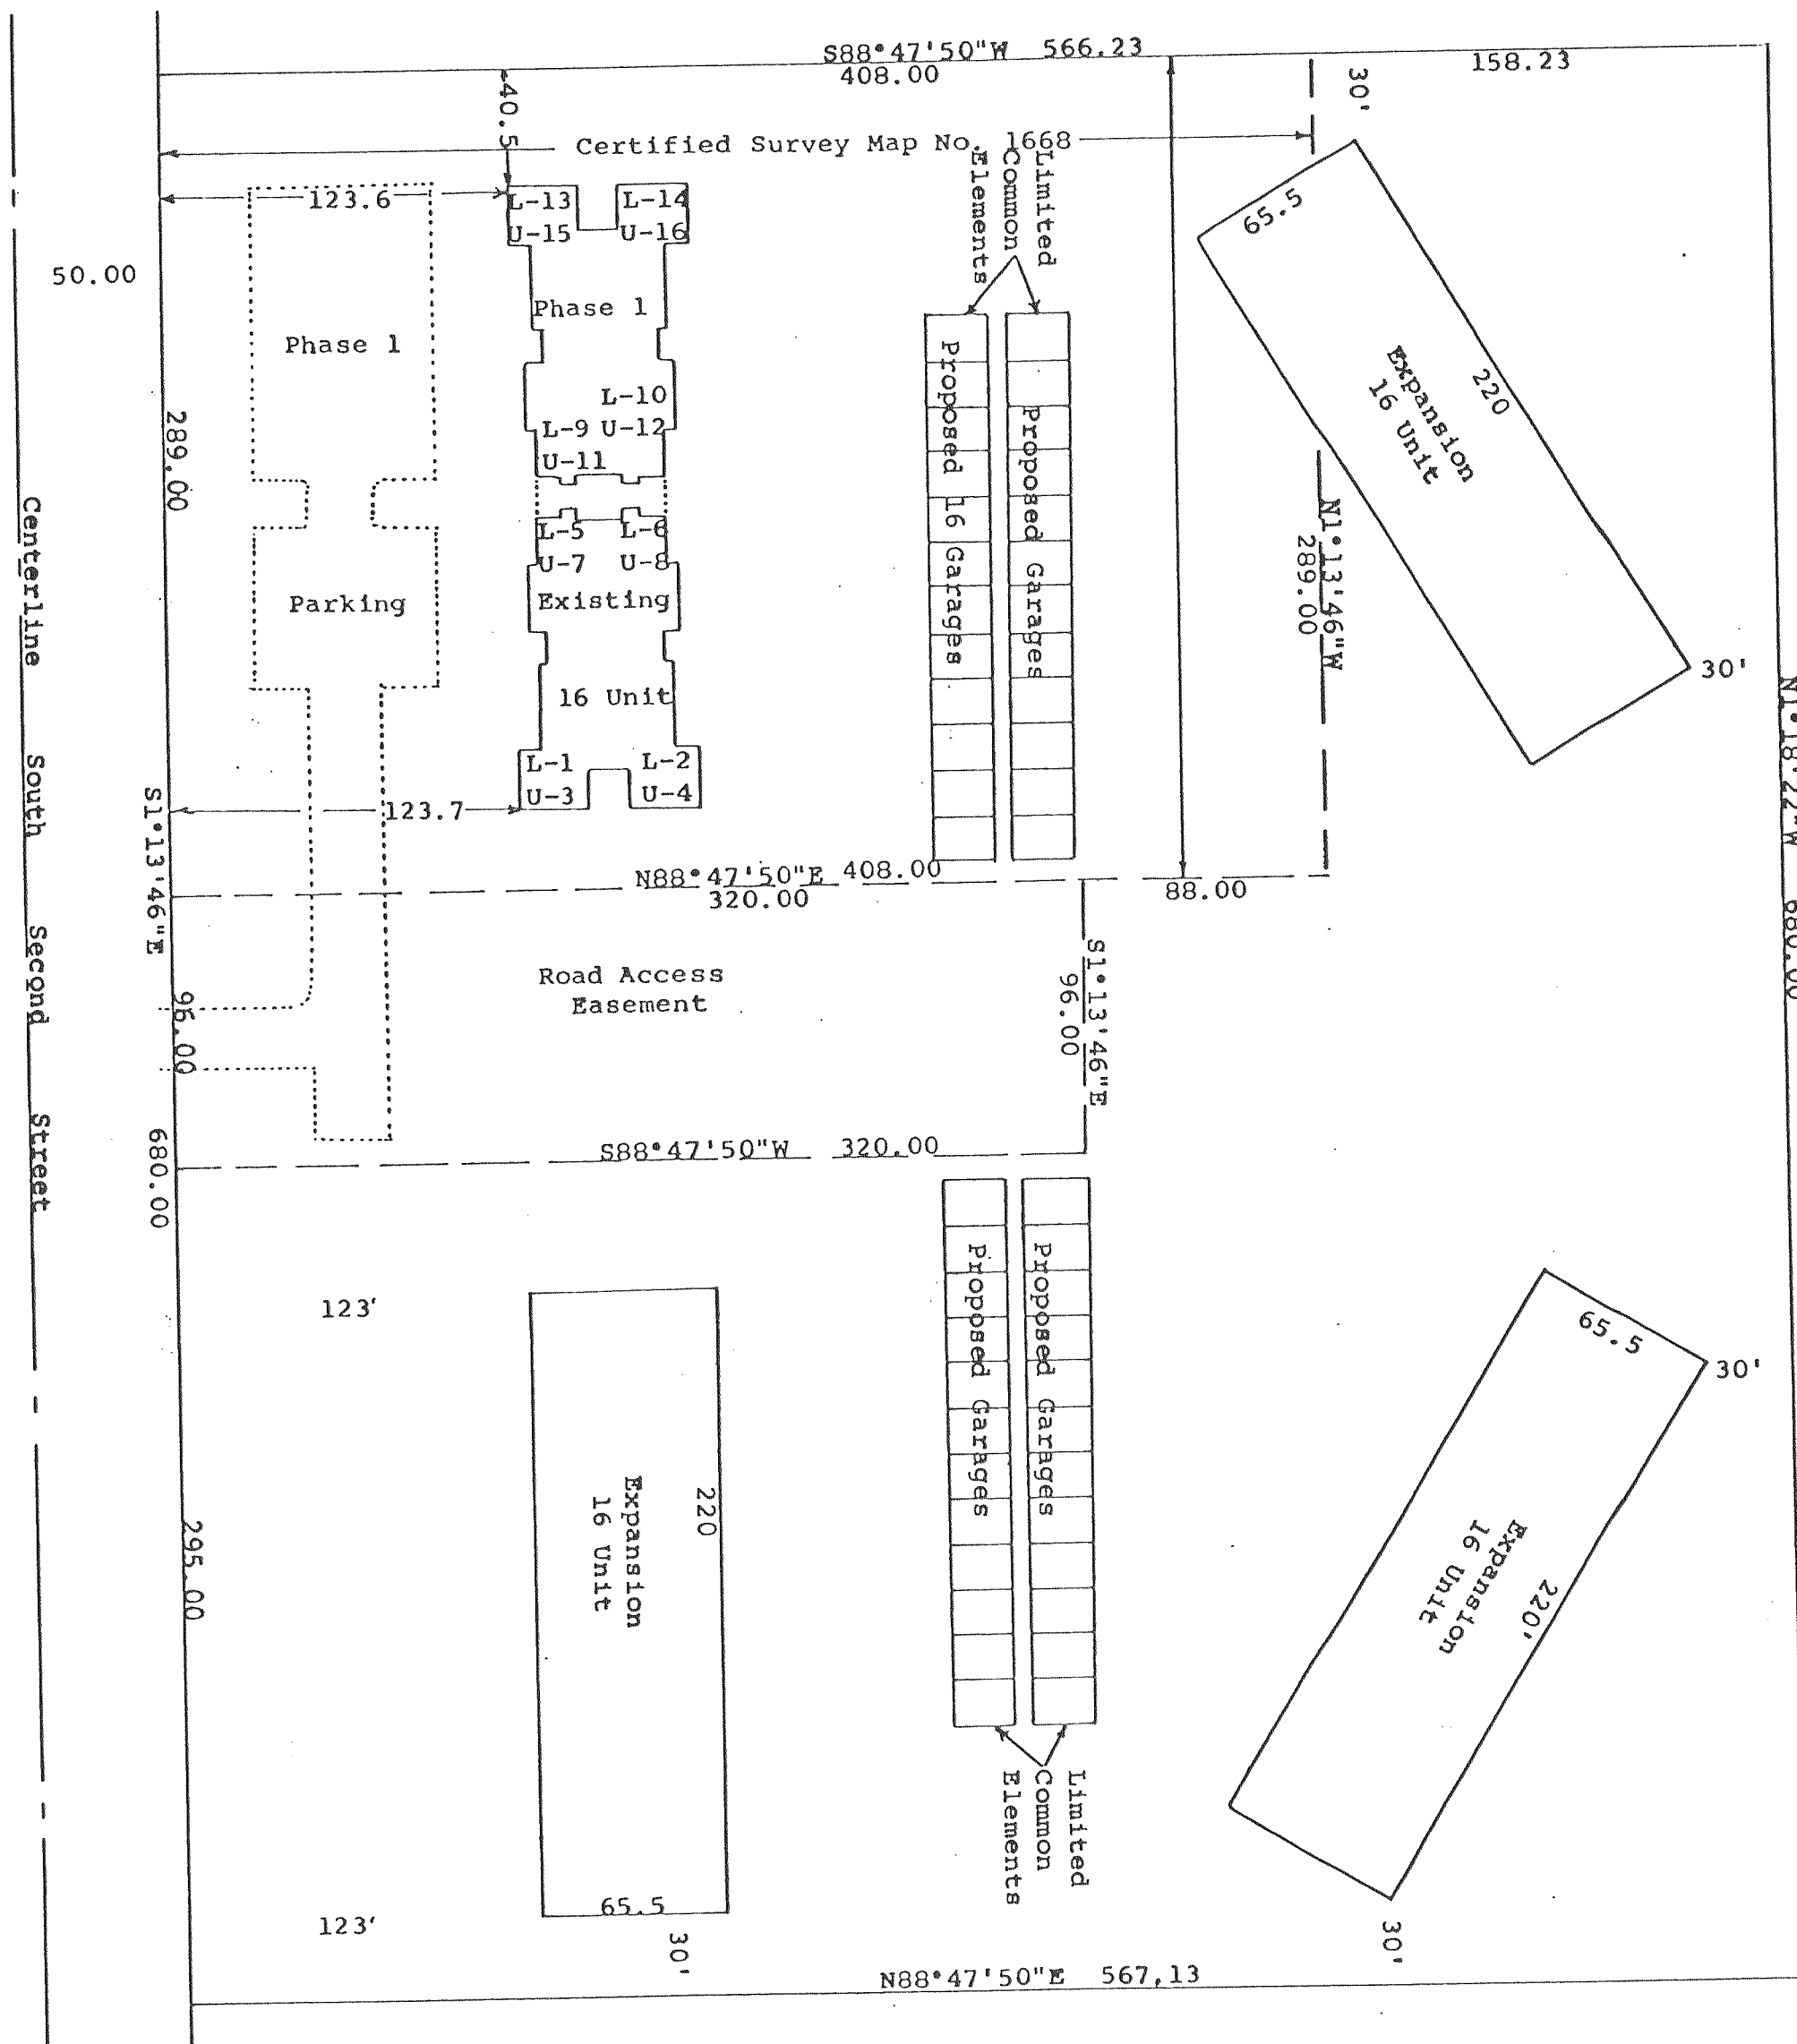 S88°47'50"W 566.23
408.00
158.23
40.5
30'
Certified Survey Map No. 1668
Limited
Common
Elements
123.6
L-13
L-14
U-15
U-16
65.5
50.00
Phase 1
Phase 1
220
Expansion
16 Unit
L-10
L-9 U-12
U-11
289.00
Proposed 16 Garages
Proposed Garages
N1°13'46"W
289.00
L-5 L-6
U-7 U-8
Existing
Parking
16 Unit
30'
N1°18'22"W 680.00
L-1 L-2
U-3 U-4
123.7
Centerline South Second Street
S1°13'46"E
N88°47'50"E 408.00
320.00
88.00
Road Access
Easement
S1°13'46"E
96.00
96.00
680.00
S88°47'50"W 320.00
Proposed Garages
Proposed Garages
123'
65.5
30'
220
Expansion
16 Unit
Expansion
16 Unit
220'
295.00
Limited
Common
Elements
65.5
123'
30'
30'
N88°47'50"E 567,13